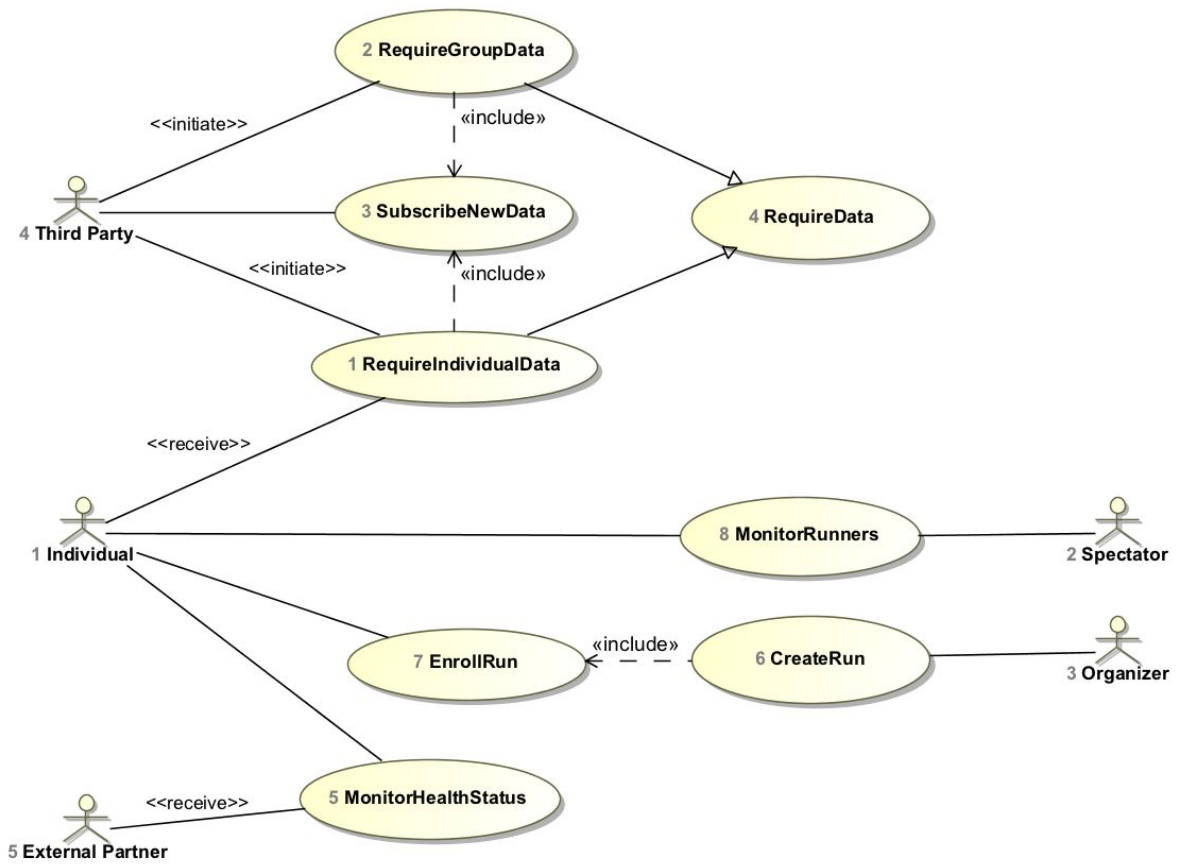 2 RequireGroupData
<<initiate>>
«include»
3 SubscribeNewData
4 RequireData
4 Third Party
<<initiate>>
«include»
1 RequireIndividualData
<<receive>>
8 MonitorRunners
1 Individual
2 Spectator
«include»
7 EnrollRun
6 CreateRun
3 Organizer
<<receive>>
5 MonitorHealthStatus
5 External Partner